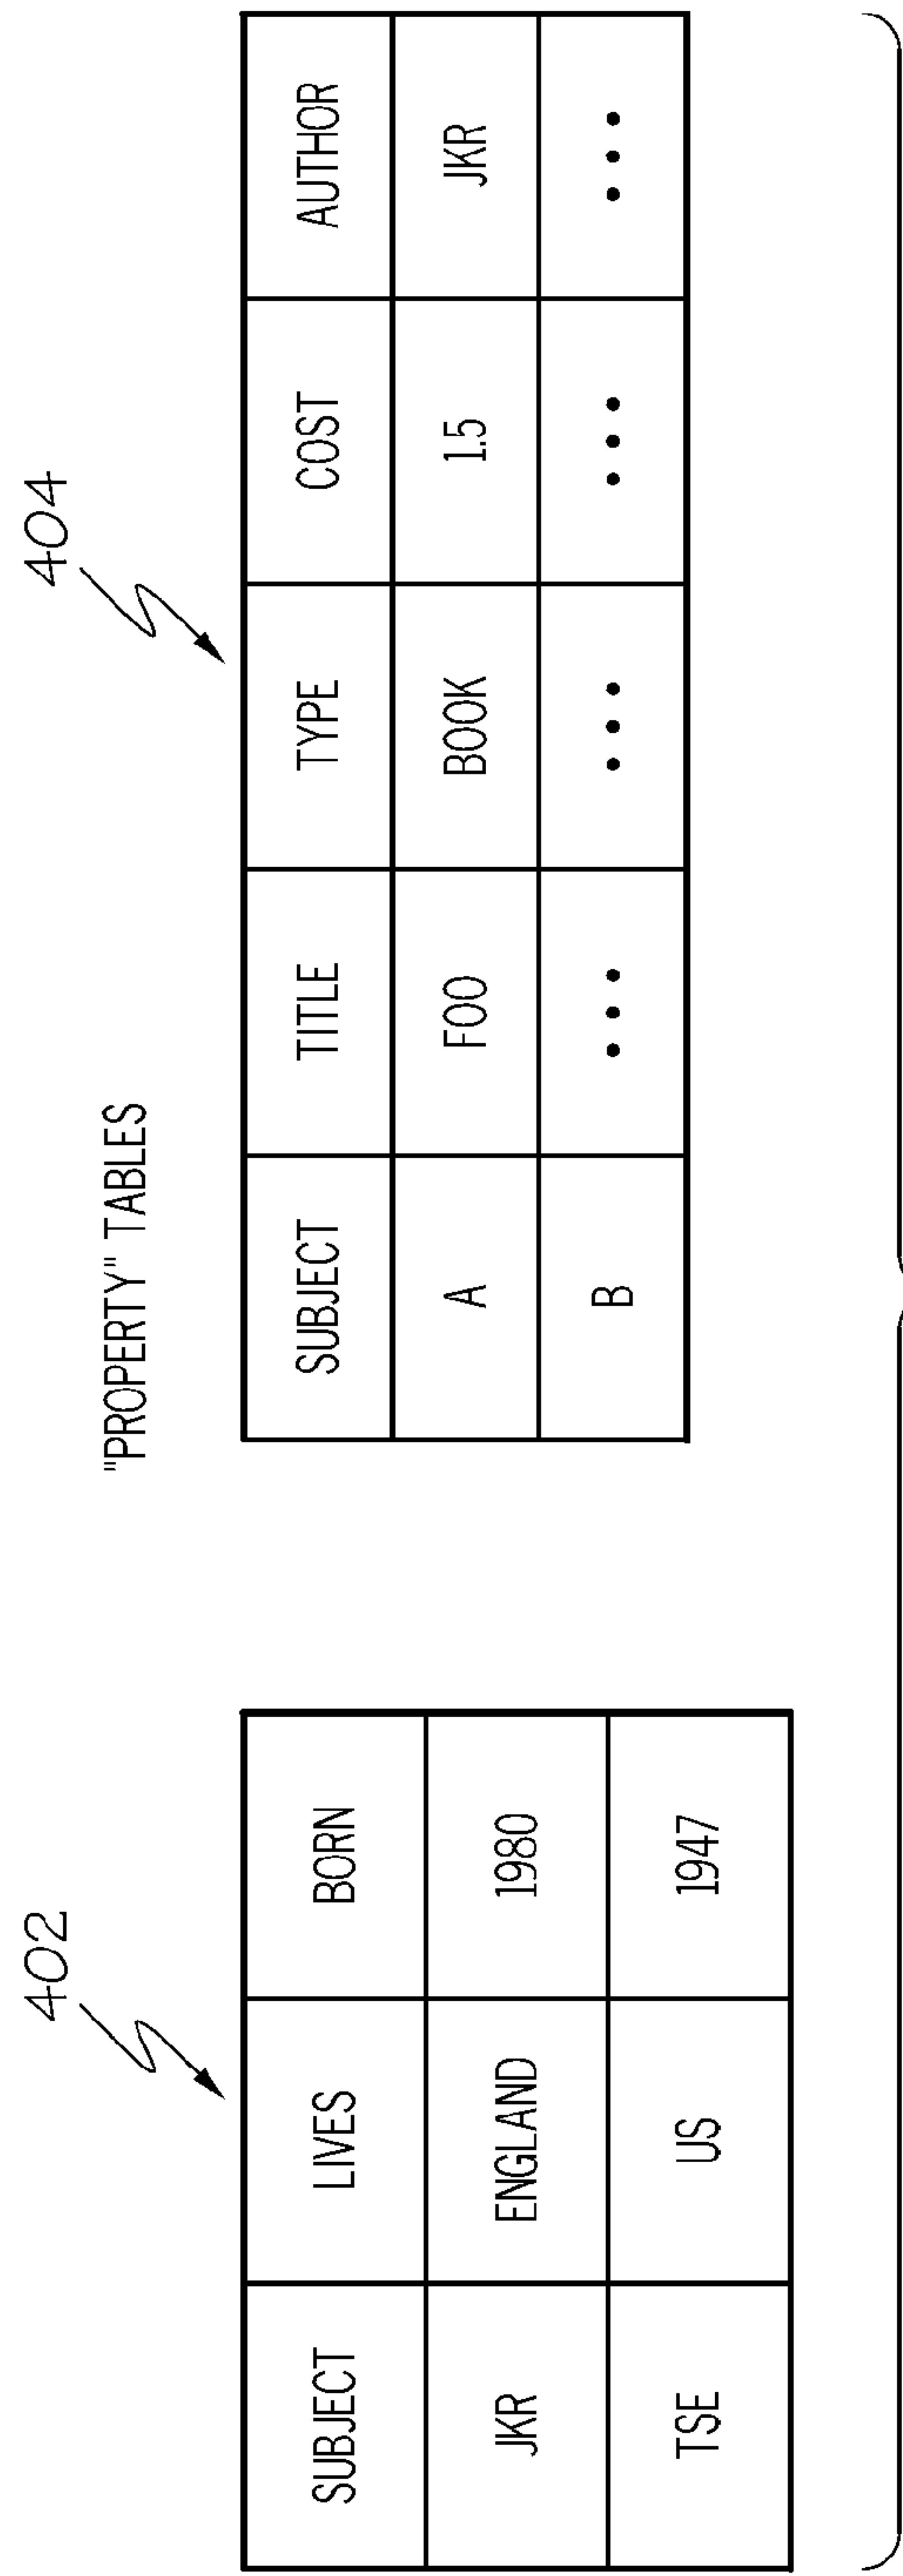 "PROPERTY" TABLES
402
SUBJECT LIVES BORN
JKR ENGLAND 1980
TSE US 1947
404
SUBJECT TITLE TYPE COST AUTHOR
A FOO BOOK 1.5 JKR
B ••• ••• ••• •••